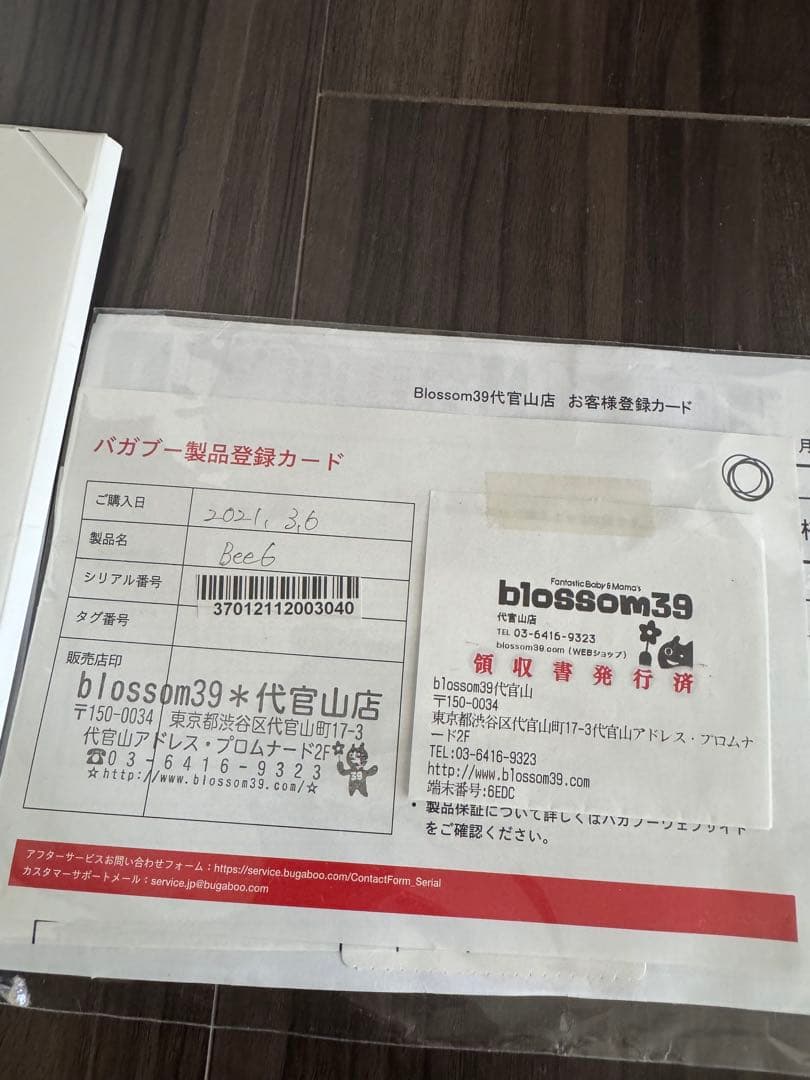 Blossom39代官山店 お客様登録カード
バガブー製品登録カード
ご購入日 2021, 3,6
製品名 Bee6
シリアル番号 37012112003040
タグ番号
販売店印
blossom39＊代官山店
〒150-0034 東京都渋谷区代官山町17-3
代官山アドレス・プロムナード2F
☎03-6416-9323
☆http://www.blossom39.com/☆
39
Fantastic Baby & Mama's
blossom39
代官山店
TEL 03-6416-9323
blossom39.com (WEBショップ)
領収書発行済
blossom39代官山
〒150-0034
東京都渋谷区代官山町17-3代官山アドレス・プロムナ
ード2F
TEL:03-6416-9323
http://www.blossom39.com
端末番号:6EDC
・製品保証について詳しくはバガブーウェブサイト
をご確認ください。
アフターサービスお問い合わせフォーム：https://service.bugaboo.com/ContactForm_Serial
カスタマーサポートメール：service.jp@bugaboo.com
月